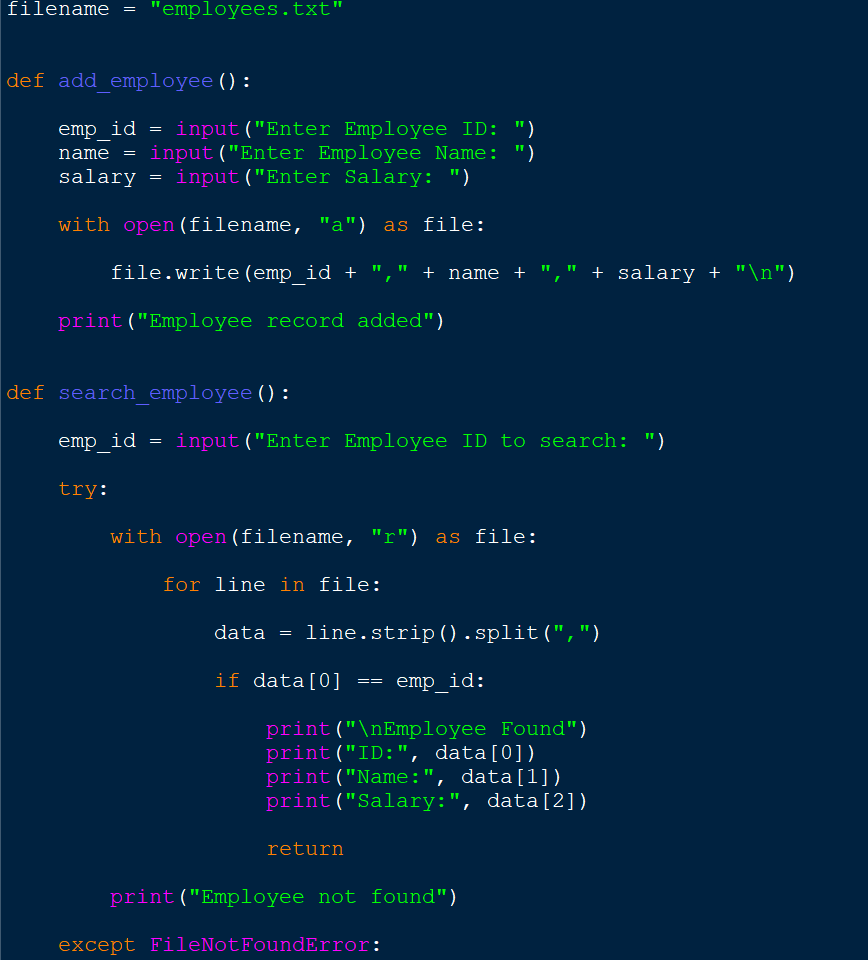 filename = "employees.txt"
def add_employee():
    emp_id = input("Enter Employee ID: ")
    name = input("Enter Employee Name: ")
    salary = input("Enter Salary: ")
    with open(filename, "a") as file:
        file.write(emp_id + "," + name + "," + salary + "\n")
    print("Employee record added")
def search_employee():
    emp_id = input("Enter Employee ID to search: ")
    try:
        with open(filename, "r") as file:
            for line in file:
                data = line.strip().split(",")
                if data[0] == emp_id:
                    print("\nEmployee Found")
                    print("ID:", data[0])
                    print("Name:", data[1])
                    print("Salary:", data[2])
                    return
        print("Employee not found")
    except FileNotFoundError: